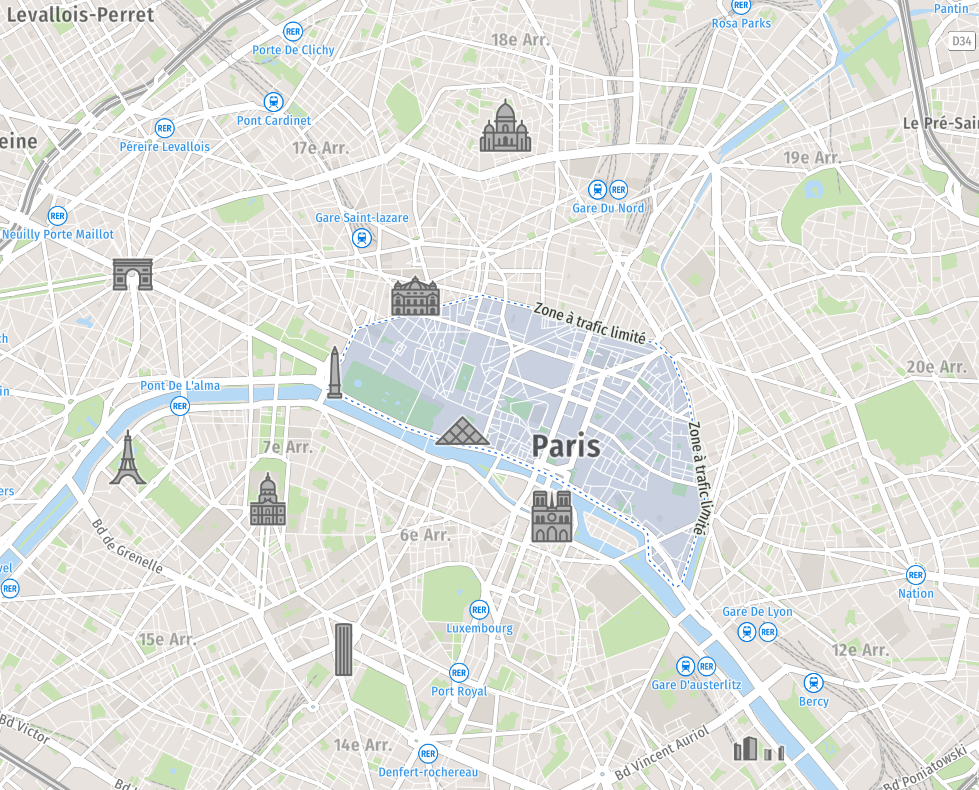 Levallois-Perret
RER
Rosa Parks
Pantin
RER
Porte De Clichy
18e Arr.
D34
Pont Cardinet
RER
Péreire Levallois
17e Arr.
eine
Le Pré-Sain
19e Arr.
RER
Gare Du Nord
RER
Neuilly Porte Maillot
Gare Saint-lazare
Zone à trafic limité
ch
20e Arr.
in
Pont De L'alma
RER
7e Arr.
Paris
Zone à trafic limité
ers
Bd de Grenelle
6e Arr.
vel
RER
RER
Nation
RER
Luxembourg
Gare De Lyon
RER
15e Arr.
12e Arr.
RER
Gare D'austerlitz
RER
Port Royal
Bercy
Bd Victor
14e Arr.
RER
Denfert-rochereau
Bd Vincent Auriol
Bd Poniatowski